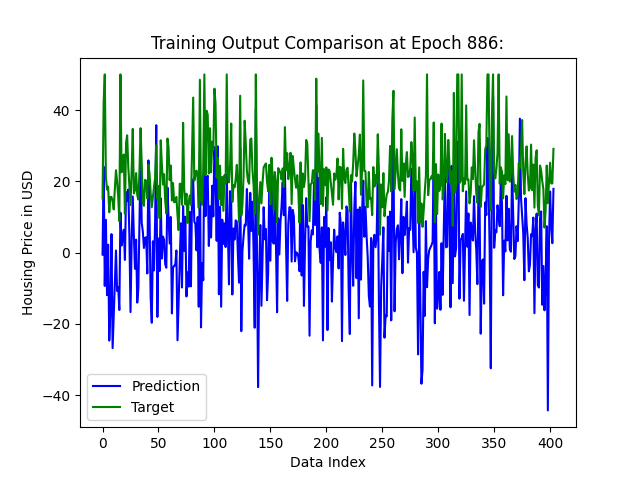 Training Output Comparison at Epoch 886:
Housing Price in USD
40
20
0
−20
−40
Prediction
Target
0
50
100
150
200
250
300
350
400
Data Index